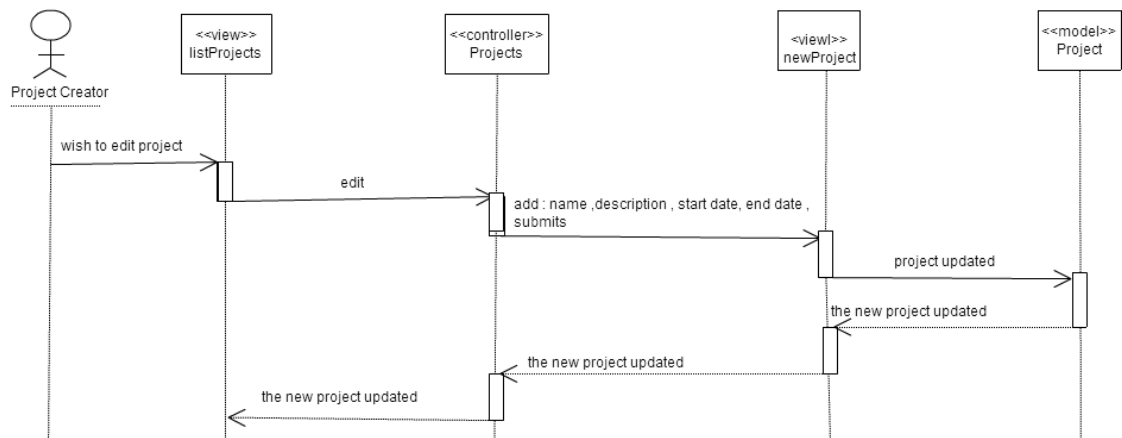 <<view>>
listProjects
<<controller>>
Projects
<viewl>>
newProject
<<model>>
Project
Project Creator
wish to edit project
edit
add : name ,description , start date, end date ,
submits
project updated
the new project updated
the new project updated
the new project updated